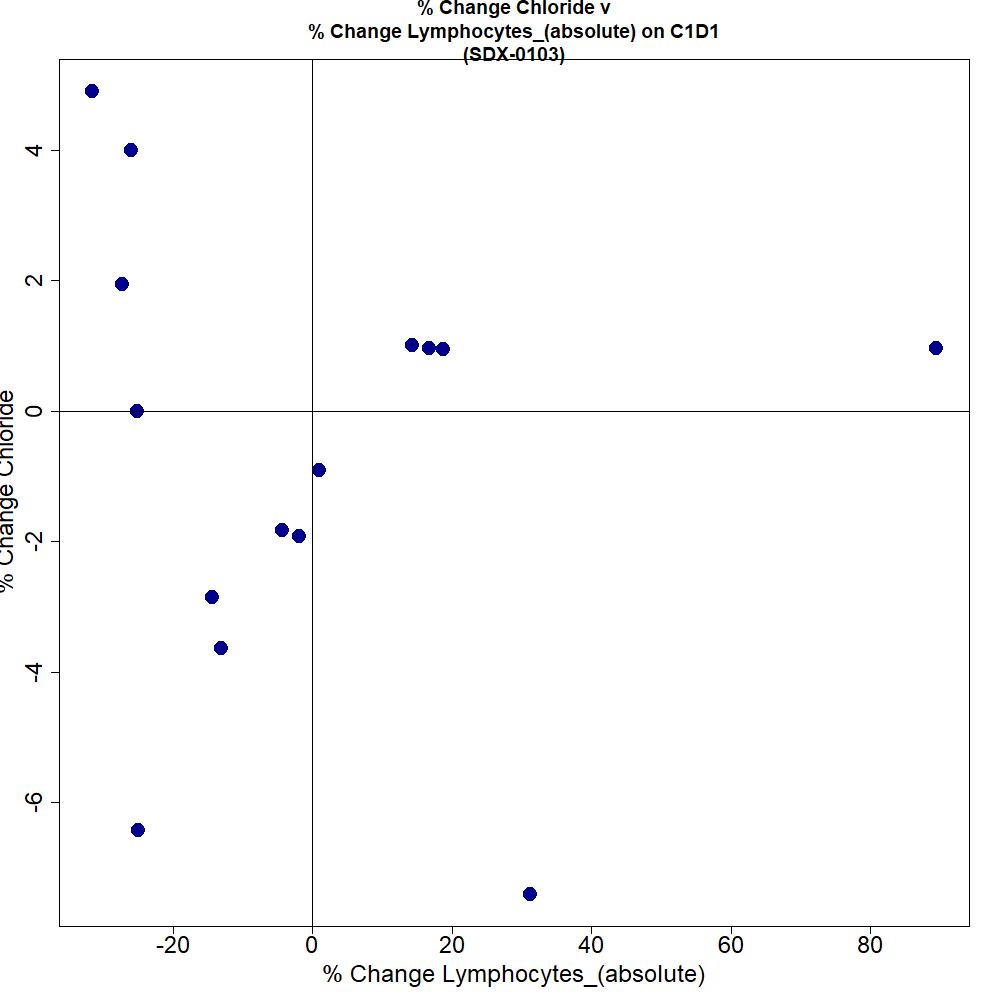 % Change Chloride v
% Change Lymphocytes_(absolute) on C1D1
(SDX-0103)
% Change Chloride
4
2
0
-2
-4
-6
-20
0
20
40
60
80
% Change Lymphocytes_(absolute)